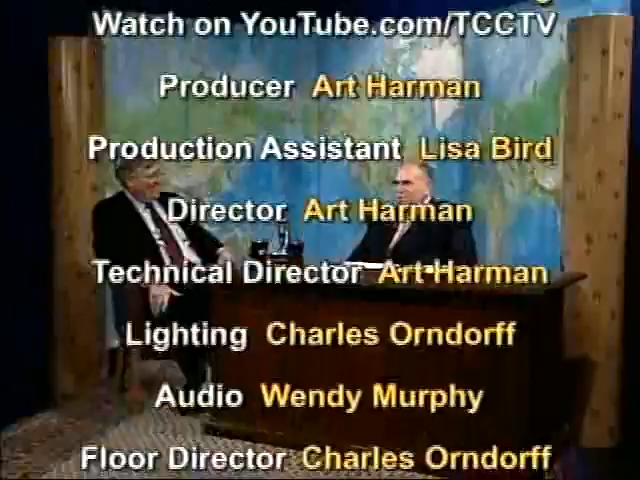 Watch on YouTube.com/TCCTV
Producer Art Harman
Production Assistant Lisa Bird
Director Art Harman
Technical Director Art Harman
Lighting Charles Orndorff
Audio Wendy Murphy
Floor Director Charles Orndorff